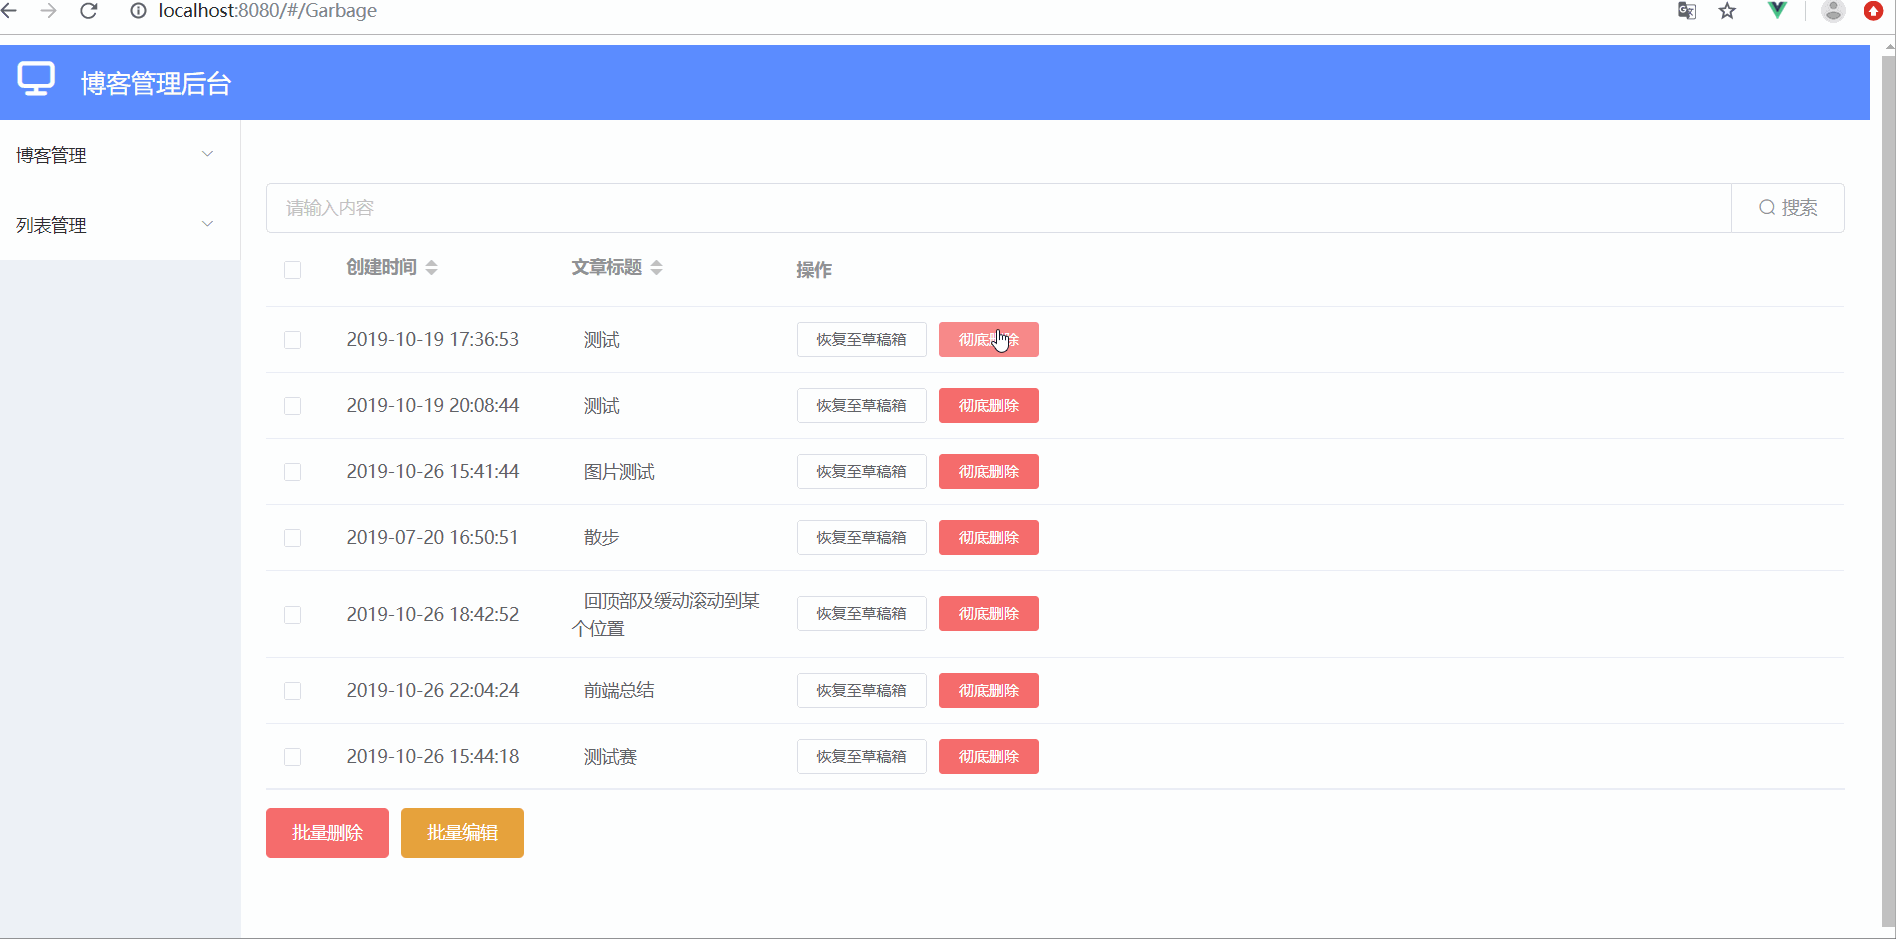 localhost:8080/#/Garbage
博客管理后台
博客管理
列表管理
请输入内容
搜索
创建时间 文章标题 操作
2019-10-19 17:36:53 测试 恢复至草稿箱 彻底删除
2019-10-19 20:08:44 测试 恢复至草稿箱 彻底删除
2019-10-26 15:41:44 图片测试 恢复至草稿箱 彻底删除
2019-07-20 16:50:51 散步 恢复至草稿箱 彻底删除
2019-10-26 18:42:52 回顶部及缓动滚动到某
个位置 恢复至草稿箱 彻底删除
2019-10-26 22:04:24 前端总结 恢复至草稿箱 彻底删除
2019-10-26 15:44:18 测试赛 恢复至草稿箱 彻底删除
批量删除 批量编辑